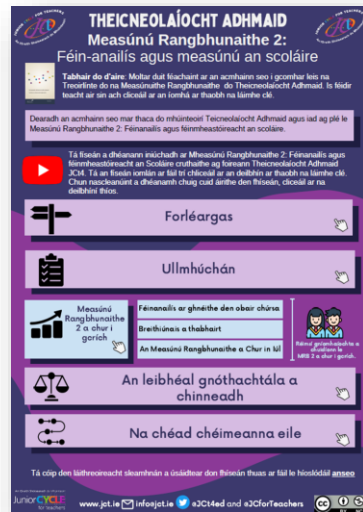 THEICNEOLAÍOCHT ADHMAID
Measúnú Rangbhunaithe 2:
Féin-anailís agus measúnú an scoláire
Tabhair do d'aire: Moltar duit féachaint ar an acmhainn seo i gcomhar leis na
Treoirlínte do na Measúnuithe Rangbhunaithe do Theicneolaíocht Adhmaid. Is féidir
teacht air sin ach cliceáil ar an íomhá ar thaobh na láimhe clé.
Dearadh an acmhainn seo mar thaca do mhúinteoirí Teicneolaíocht Adhmaid agus iad ag plé le
Measúnú Rangbhunaithe 2: Féinanailís agus féinmheastóireacht an scoláire.
Tá físeán a dhéanann iniúchadh ar Mheasúnú Rangbhunaithe 2: Féinanailís agus
féinmheastóireacht an Scoláire cruthaithe ag foireann Theicneolaíocht Adhmaid
JCt4. Tá an físeán iomlán ar fáil trí chliceáil ar an deilbhín ar thaobh na láimhe clé.
Chun nascleanúint a dhéanamh chuig cuid áirithe den fhíseán, cliceáil ar na
deilbhíní thíos.
Forléargas
Ullmhúchán
Measúnú
Rangbhunaithe
2 a chur i
gcrích
Féinanailís ar ghnéithe den obair chúrsa
Breithiúnais a thabhairt
An Measúnú Rangbhunaithe a Chur in Iúl
An leibhéal gnóthachtála a
chinneadh
Na chéad chéimeanna eile
Tá cóip den láithreoireacht sleamhnán a úsáidtear don fhíseán thuas ar fáil le híoslódáil anseo
JuniorCYCLE
for teachers
www.jct.ie
info@jct.ie
@JCt4ed and @JCforTeachers